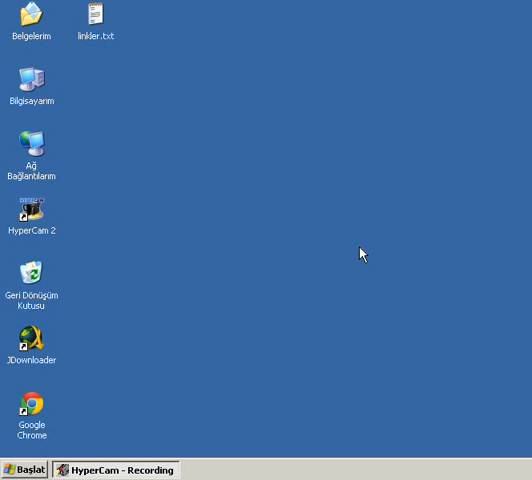 Belgelerim
linkler.txt
Bilgisayarım
Ağ
Bağlantılarım
HyperCam 2
Geri Dönüşüm
Kutusu
JDownloader
Google
Chrome
Başlat
HyperCam - Recording